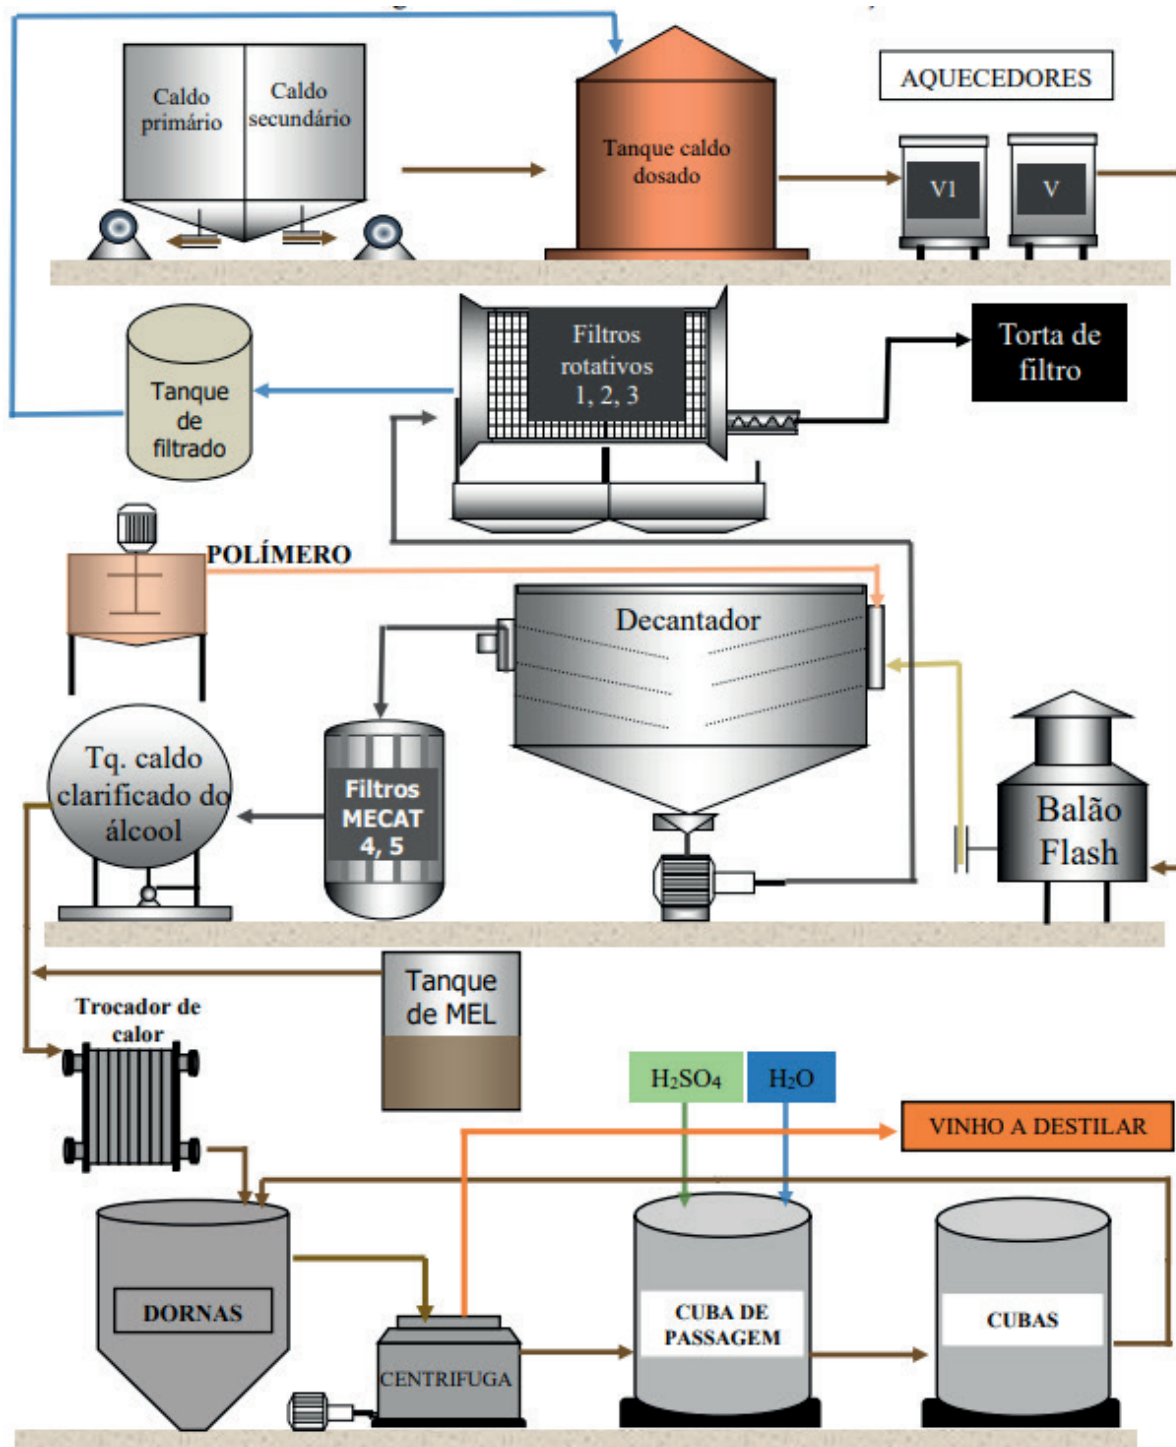 Caldo
primário
Caldo
secundário
Tanque caldo
dosado
AQUECEDORES
V1
V
Tanque
de
filtrado
Filtros
rotativos
1, 2, 3
Torta de
filtro
POLÍMERO
Decantador
Tq. caldo
clarificado do
álcool
Filtros
MECAT
4, 5
Balão
Flash
Tanque
de MEL
Trocador de
calor
H₂SO₄
H₂O
VINHO A DESTILAR
DORNAS
CENTRIFUGA
CUBA DE
PASSAGEM
CUBAS